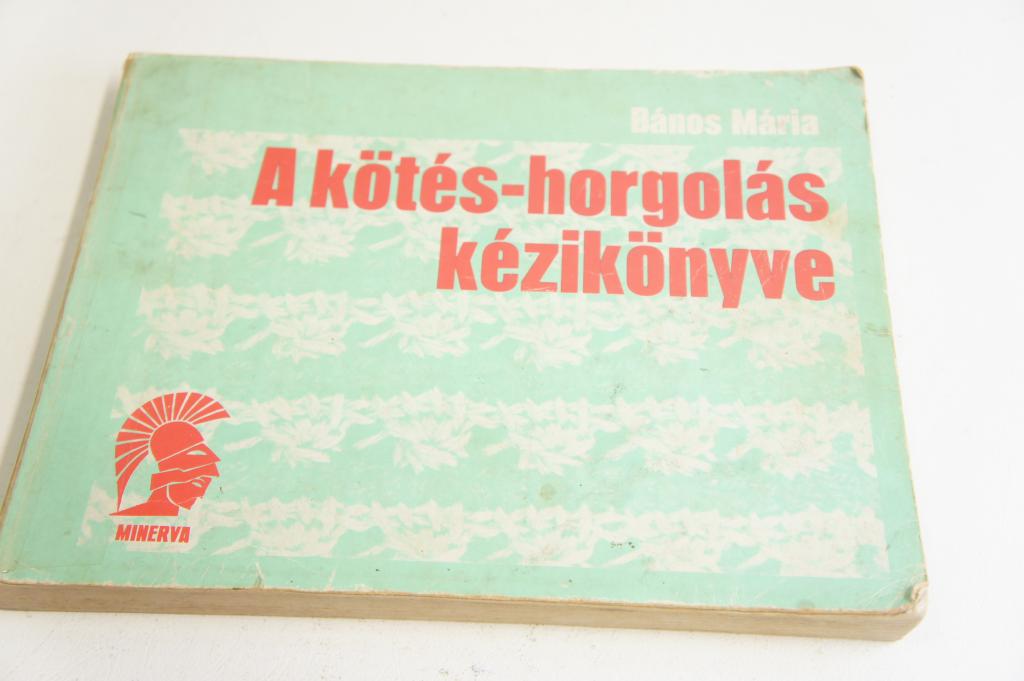 Bános Mária
A kötés-horgolás
kézikönyve
MINERVA